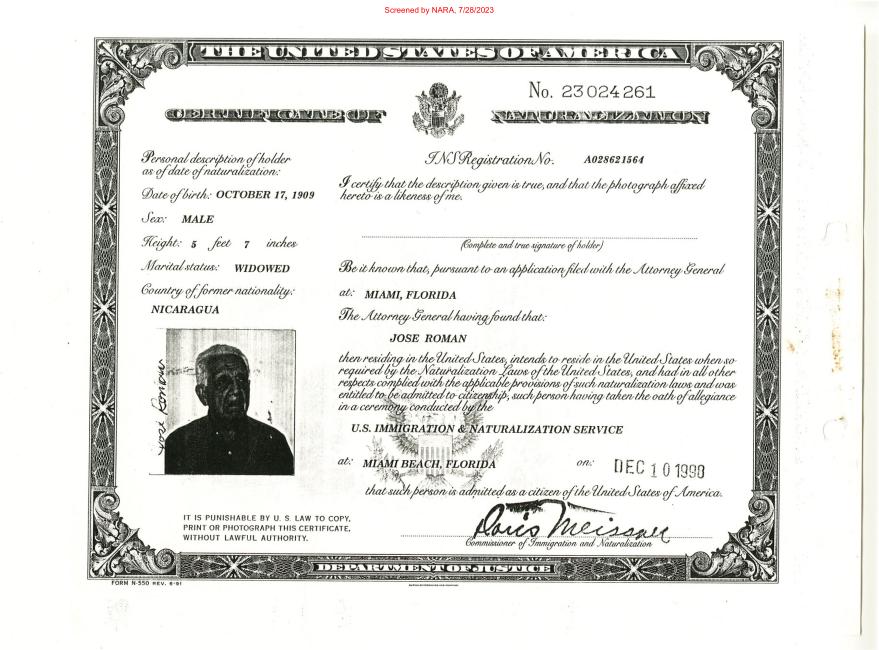 Screened by NARA, 7/28/2023
THE UNITED STATES OF AMERICA
No. 23024261
CERTIFICATE OF NATURALIZATION
Personal description of holder
as of date of naturalization:
Date of birth: OCTOBER 17, 1909
Sex: MALE
Height: 5 feet 7 inches
Marital status: WIDOWED
Country of former nationality:
NICARAGUA
Jose Roman
INS Registration No. A028621564
I certify that the description given is true, and that the photograph affixed
hereto is a likeness of me.
(Complete and true signature of holder)
Be it known that, pursuant to an application filed with the Attorney General
at: MIAMI, FLORIDA
The Attorney General having found that:
JOSE ROMAN
then residing in the United States, intends to reside in the United States when so
required by the Naturalization Laws of the United States, and had in all other
respects complied with the applicable provisions of such naturalization laws and was
entitled to be admitted to citizenship, such person having taken the oath of allegiance
in a ceremony conducted by the
U.S. IMMIGRATION & NATURALIZATION SERVICE
at: MIAMI BEACH, FLORIDA on: DEC 10 1998
that such person is admitted as a citizen of the United States of America.
IT IS PUNISHABLE BY U. S. LAW TO COPY,
PRINT OR PHOTOGRAPH THIS CERTIFICATE,
WITHOUT LAWFUL AUTHORITY.
Doris Meissner
Commissioner of Immigration and Naturalization
DEPARTMENT OF JUSTICE
FORM N-550 REV. 6-91